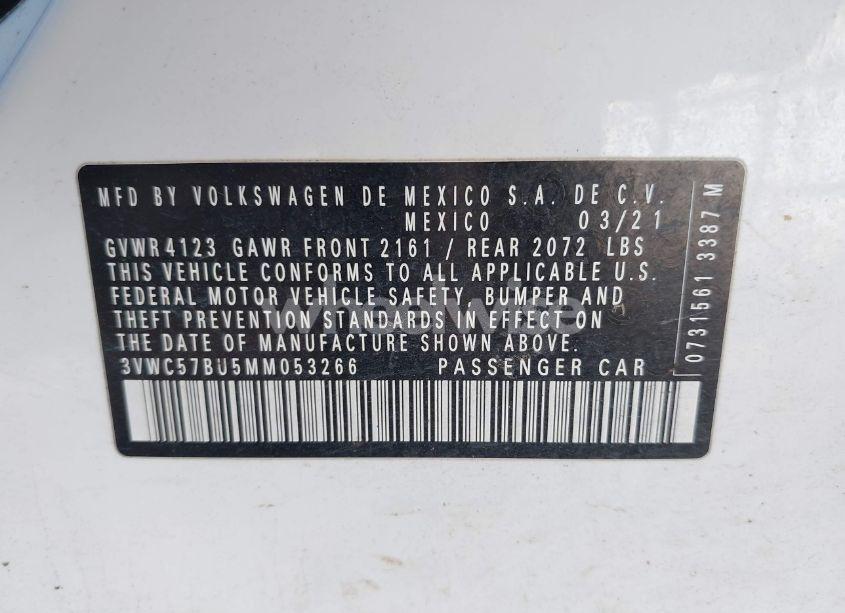 MFD BY VOLKSWAGEN DE MEXICO S.A. DE C.V.
MEXICO 03/21
GVWR 4123 GAWR FRONT 2161 / REAR 2072 LBS
THIS VEHICLE CONFORMS TO ALL APPLICABLE U.S.
FEDERAL MOTOR VEHICLE SAFETY, BUMPER AND
THEFT PREVENTION STANDARDS IN EFFECT ON
THE DATE OF MANUFACTURE SHOWN ABOVE.
3VWC57BU5MM053266 PASSENGER CAR
0731561 3387 M